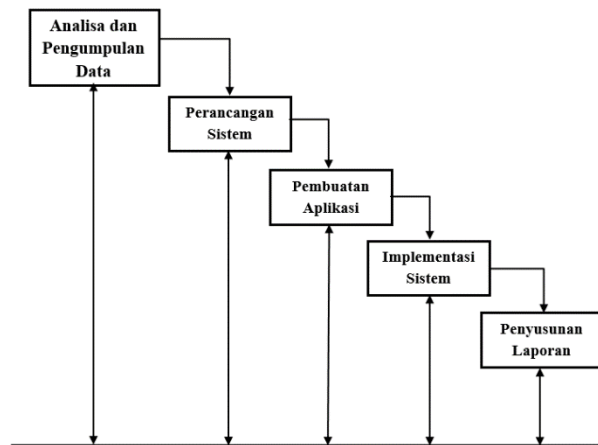 Analisa dan
Pengumpulan
Data
Perancangan
Sistem
Pembuatan
Aplikasi
Implementasi
Sistem
Penyusunan
Laporan